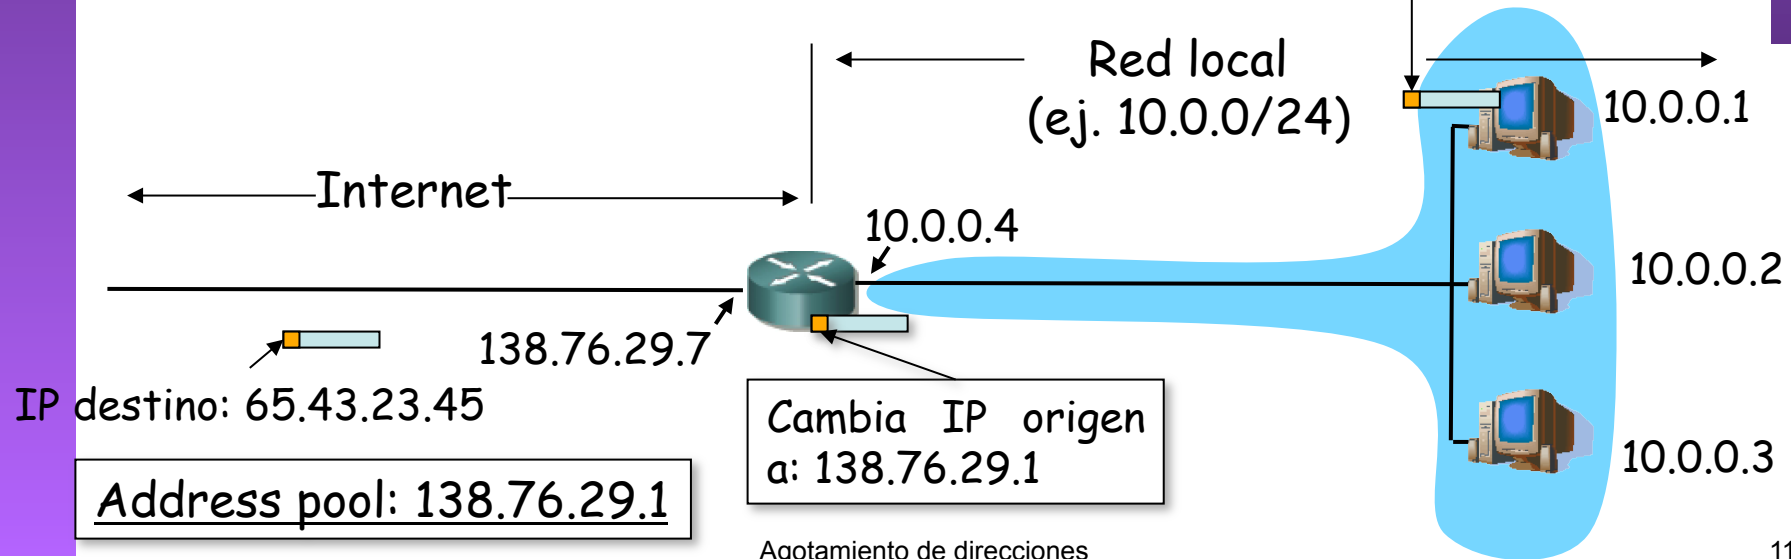 Red local
(ej. 10.0.0/24)
10.0.0.1
Internet
10.0.0.4
10.0.0.2
138.76.29.7
IP destino: 65.43.23.45
Cambia IP origen
a: 138.76.29.1
10.0.0.3
Address pool: 138.76.29.1
Agotamiento de direcciones
11